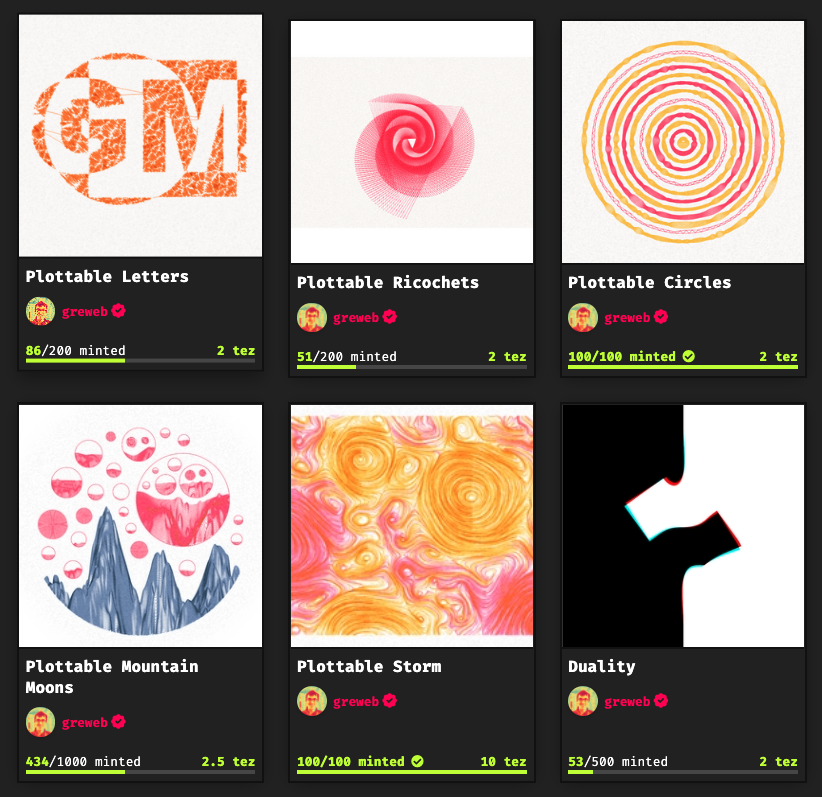 GM
Plottable Letters
greweb
86/200 minted 2 tez
Plottable Ricochets
greweb
51/200 minted 2 tez
Plottable Circles
greweb
100/100 minted 2 tez
Plottable Mountain
Moons
greweb
434/1000 minted 2.5 tez
Plottable Storm
greweb
100/100 minted 10 tez
Duality
greweb
53/500 minted 2 tez